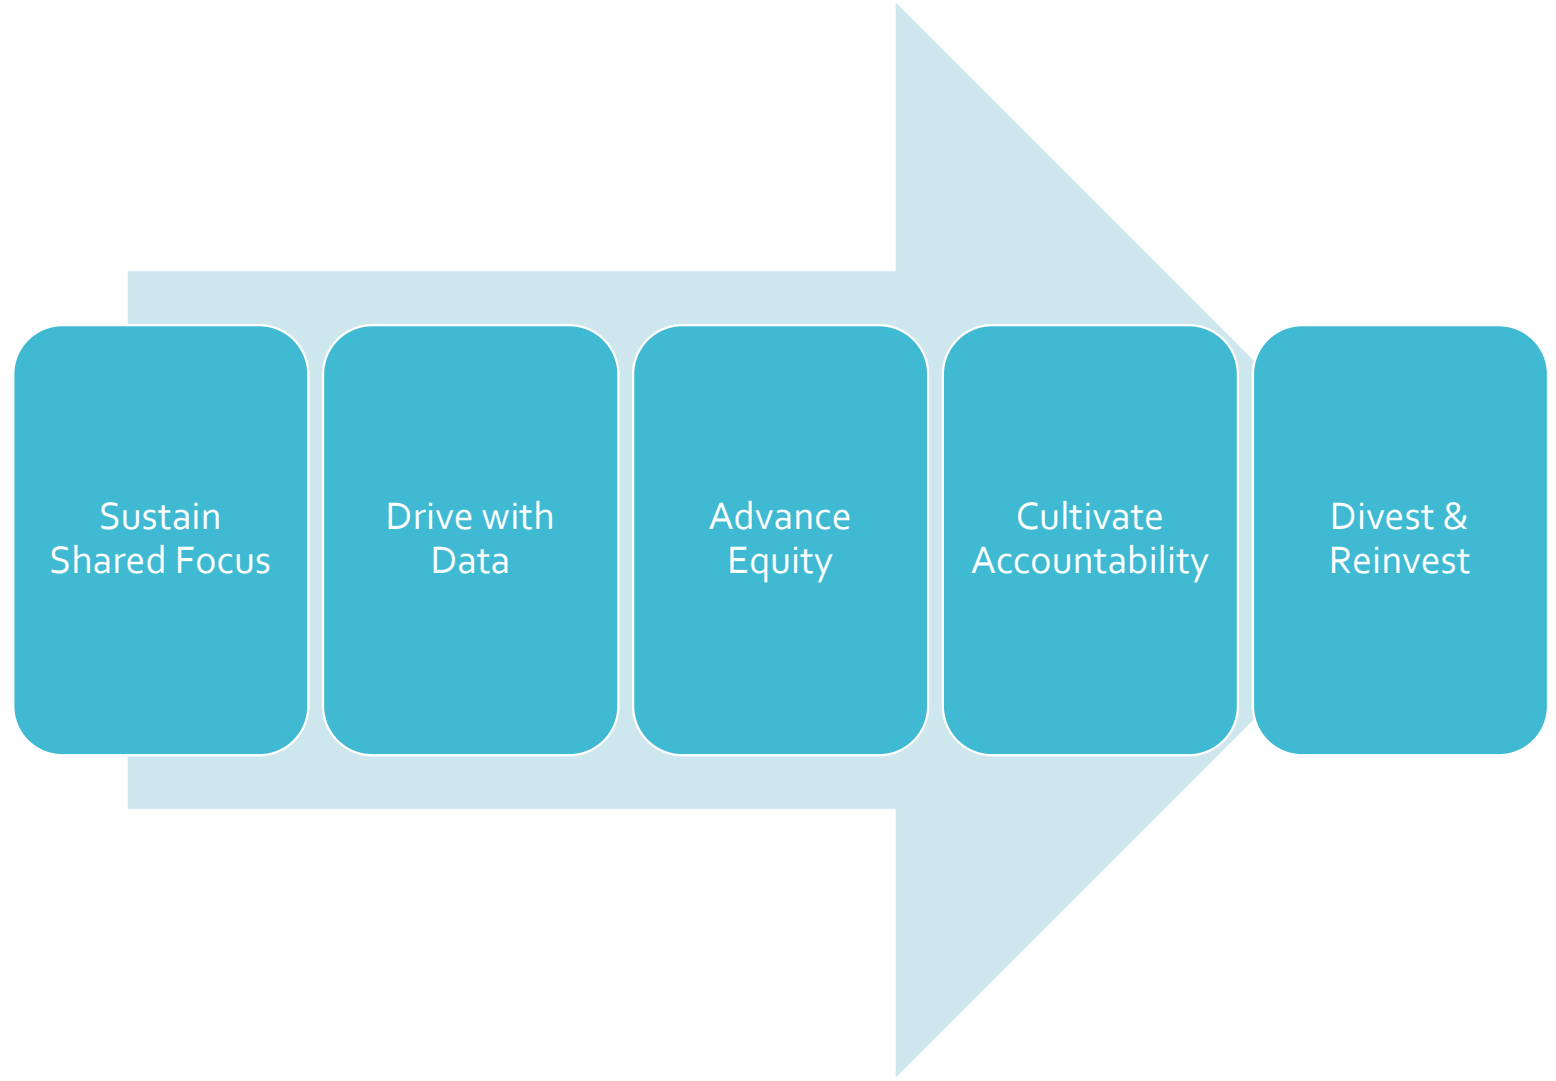 Sustain
Shared Focus
Drive with
Data
Advance
Equity
Cultivate
Accountability
Divest &
Reinvest